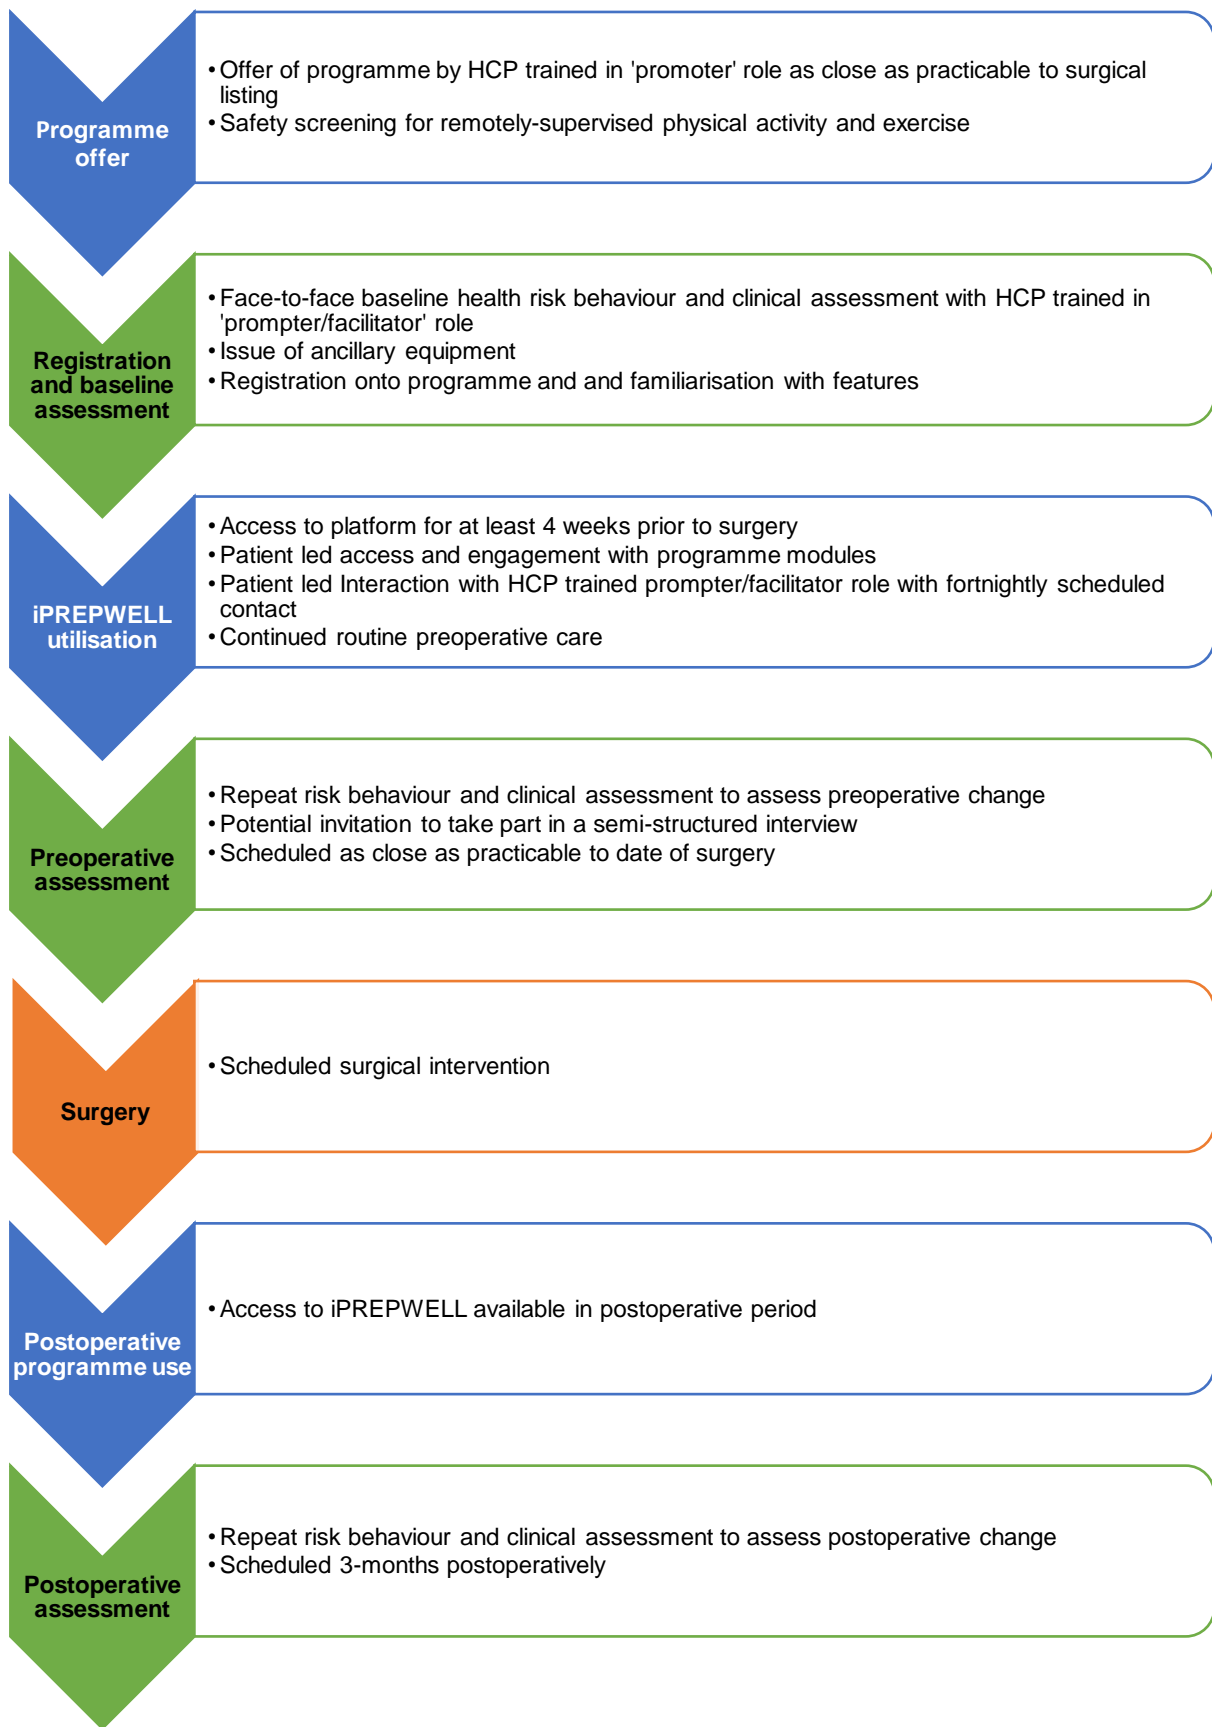 Programme
offer
• Offer of programme by HCP trained in 'promoter' role as close as practicable to surgical
listing
• Safety screening for remotely-supervised physical activity and exercise
Registration
and baseline
assessment
• Face-to-face baseline health risk behaviour and clinical assessment with HCP trained in
'prompter/facilitator' role
• Issue of ancillary equipment
• Registration onto programme and and familiarisation with features
iPREPWELL
utilisation
• Access to platform for at least 4 weeks prior to surgery
• Patient led access and engagement with programme modules
• Patient led Interaction with HCP trained prompter/facilitator role with fortnightly scheduled
contact
• Continued routine preoperative care
Preoperative
assessment
• Repeat risk behaviour and clinical assessment to assess preoperative change
• Potential invitation to take part in a semi-structured interview
• Scheduled as close as practicable to date of surgery
Surgery
• Scheduled surgical intervention
Postoperative
programme use
• Access to iPREPWELL available in postoperative period
Postoperative
assessment
• Repeat risk behaviour and clinical assessment to assess postoperative change
• Scheduled 3-months postoperatively